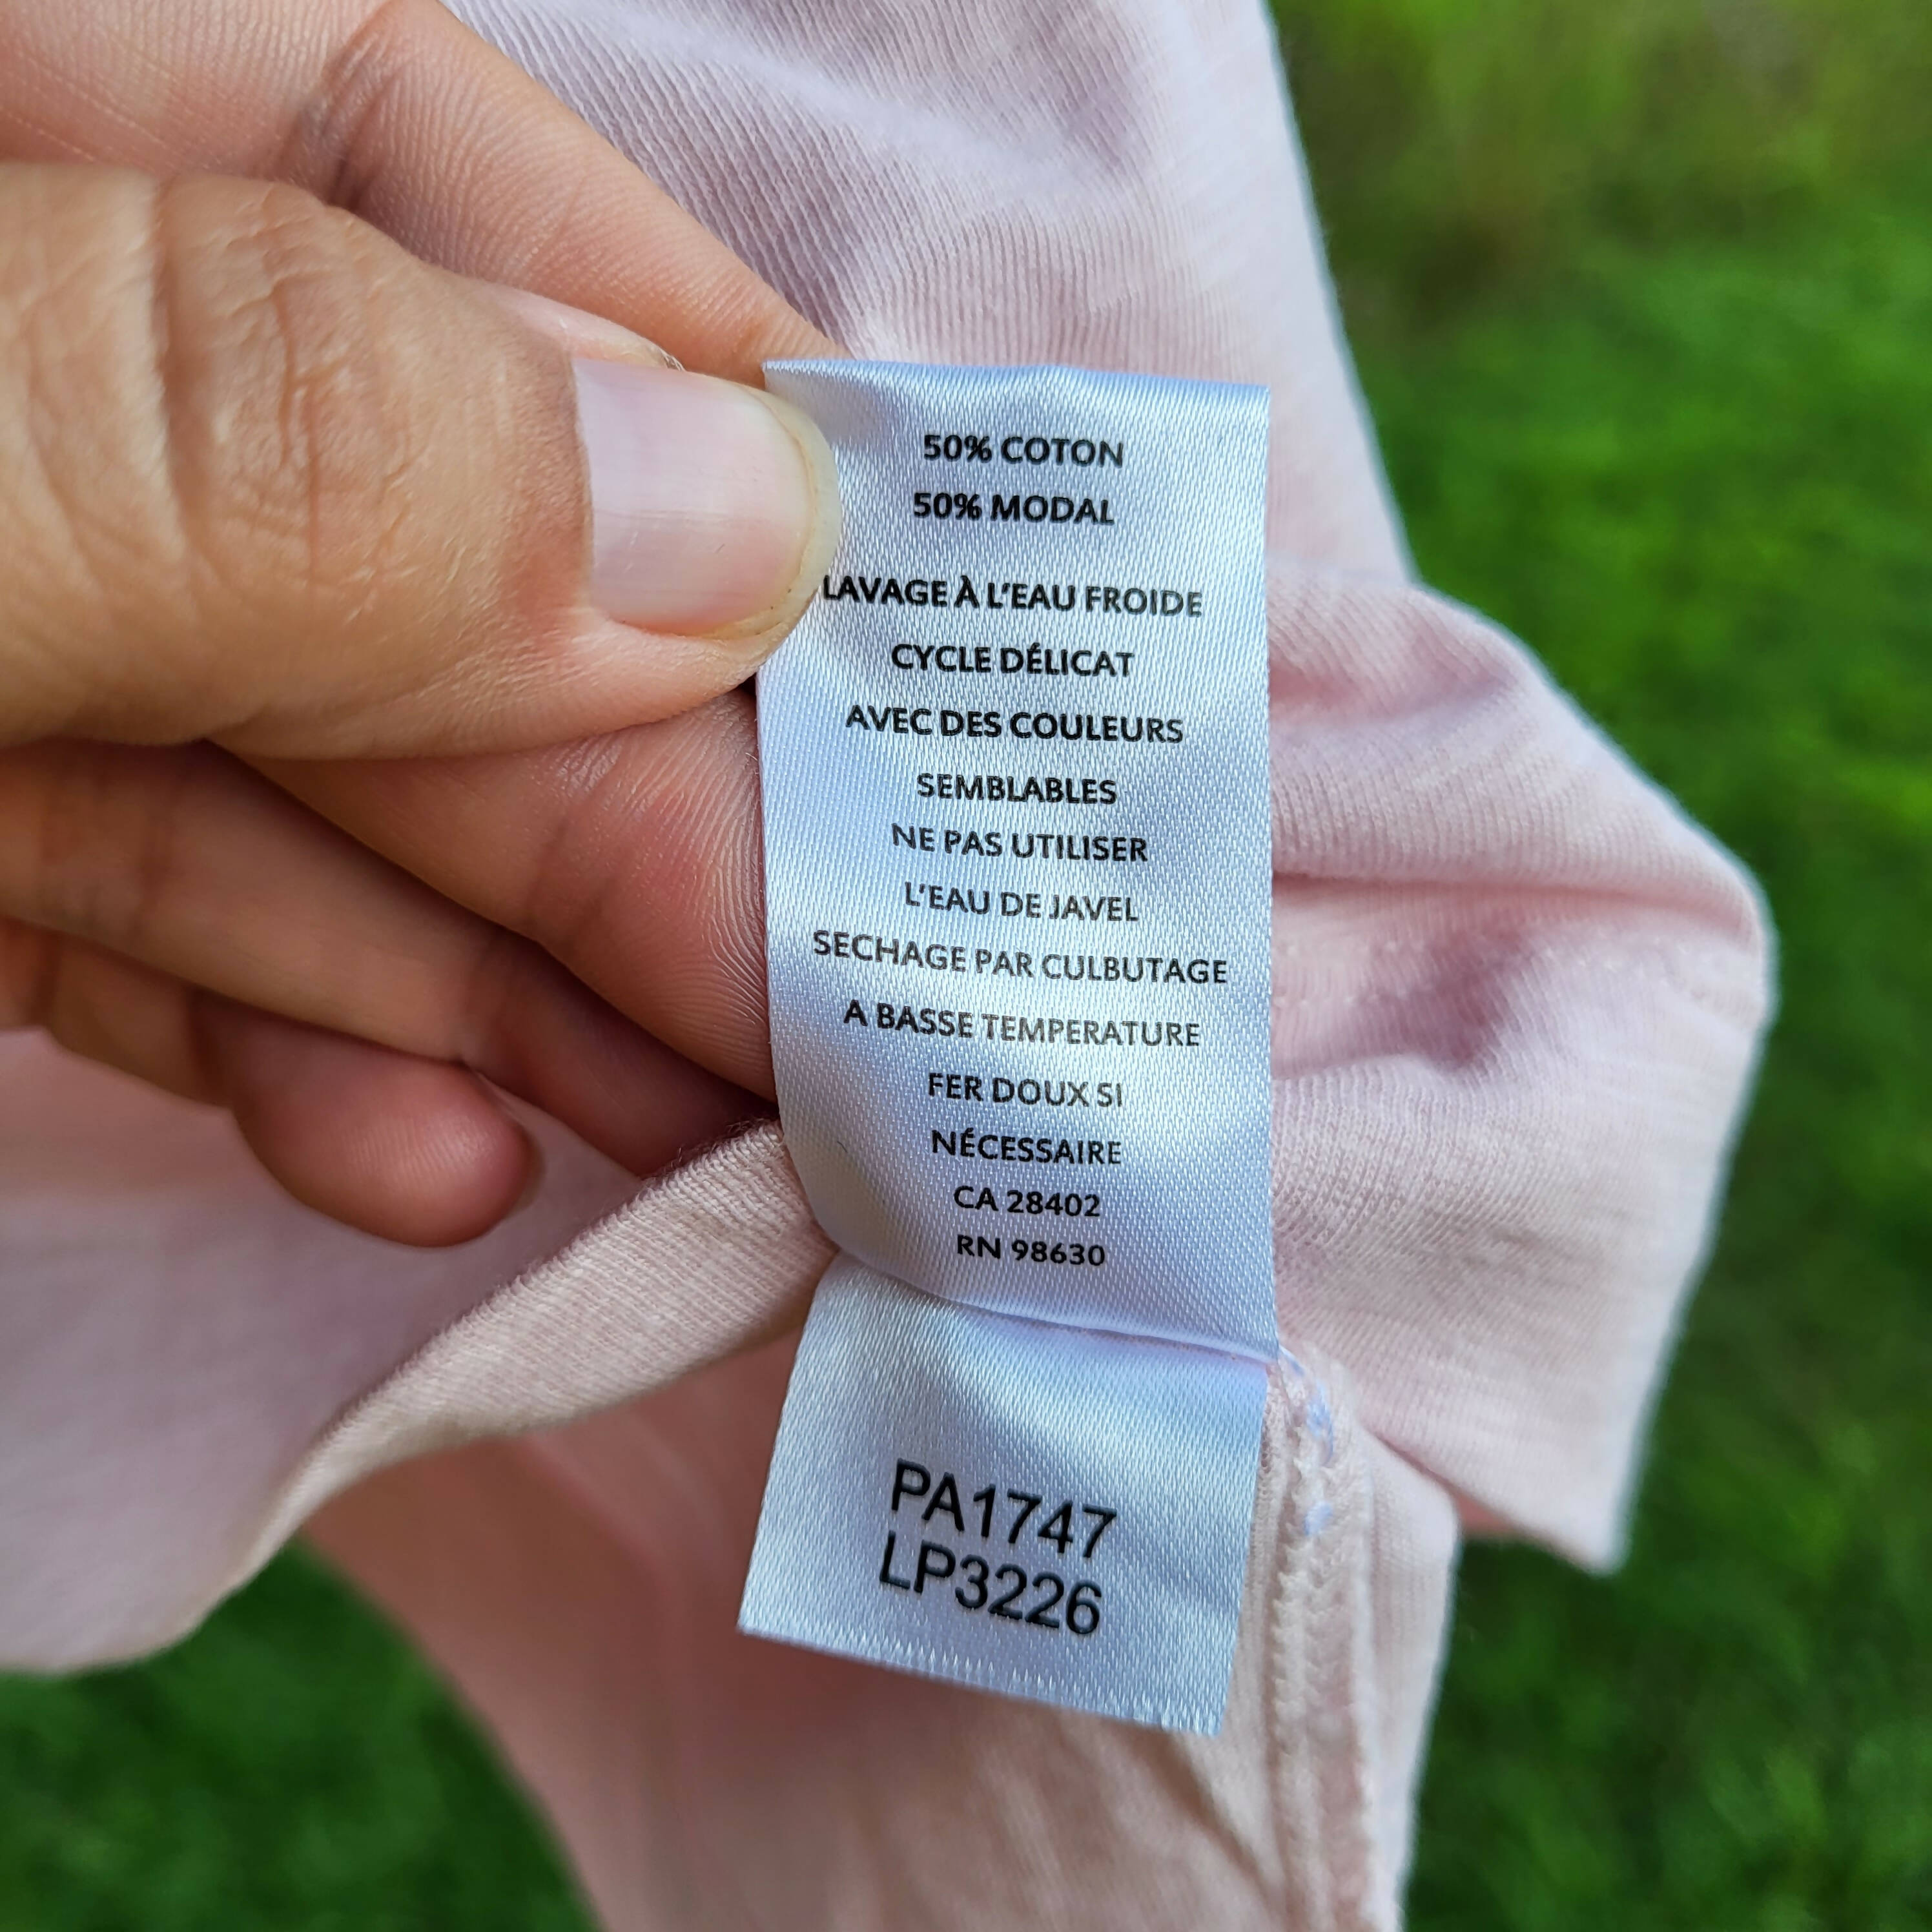 50% COTON
50% MODAL
LAVAGE À L'EAU FROIDE
CYCLE DÉLICAT
AVEC DES COULEURS
SEMBLABLES
NE PAS UTILISER
L'EAU DE JAVEL
SECHAGE PAR CULBUTAGE
A BASSE TEMPERATURE
FER DOUX SI
NÉCESSAIRE
CA 28402
RN 98630
PA1747
LP3226